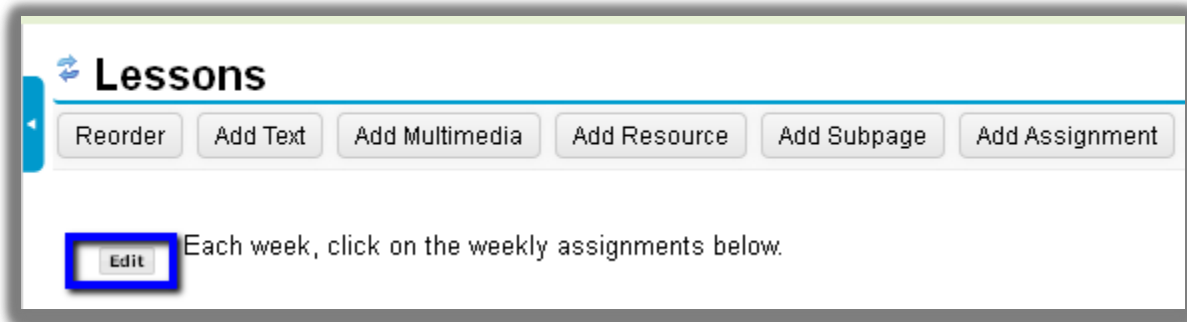 Lessons
Reorder Add Text Add Multimedia Add Resource Add Subpage Add Assignment
Edit Each week, click on the weekly assignments below.